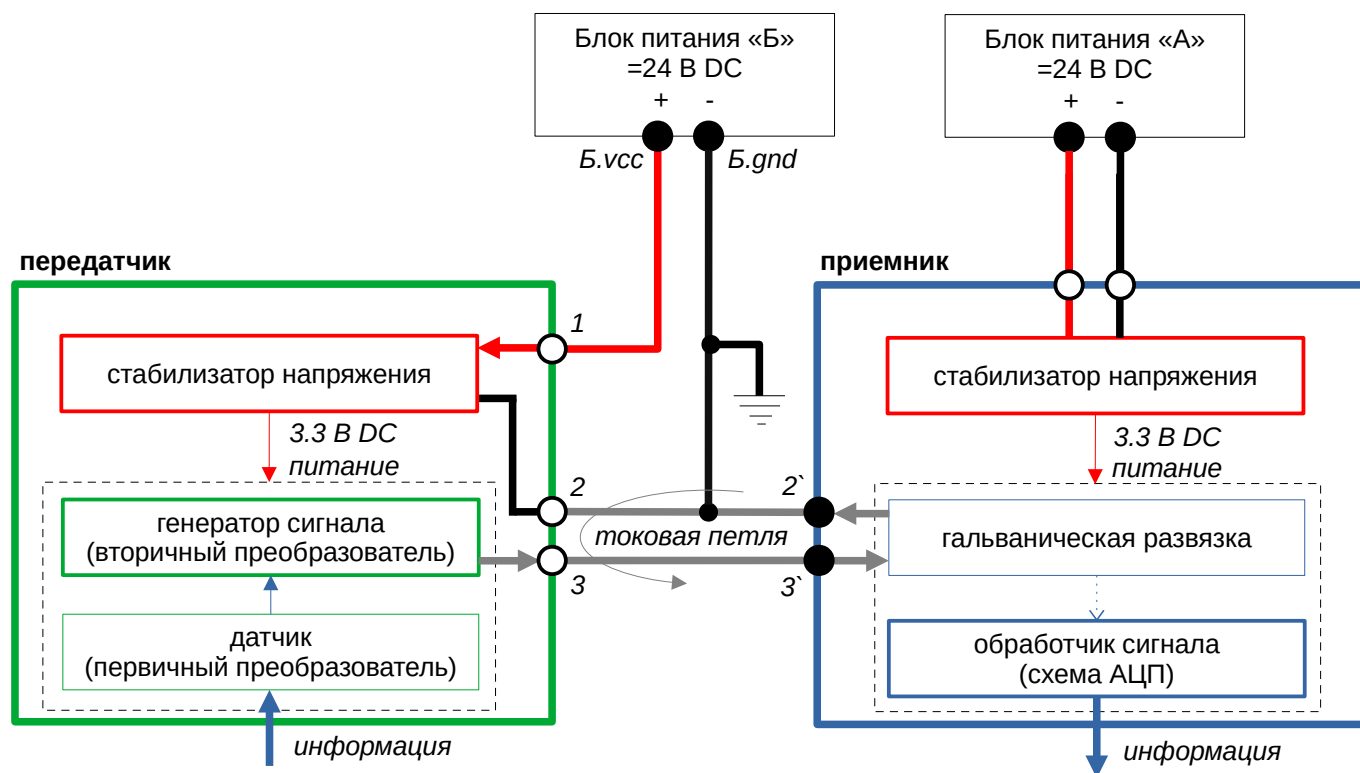 Блок питания «Б»
=24 В DC
+ -
Б.vcc Б.gnd
Блок питания «А»
=24 В DC
+ -
передатчик
приемник
1
стабилизатор напряжения
3.3 В DC
питание
стабилизатор напряжения
3.3 В DC
питание
2
2`
токовая петля
3
3`
генератор сигнала
(вторичный преобразователь)
датчик
(первичный преобразователь)
информация
гальваническая развязка
обработчик сигнала
(схема АЦП)
информация